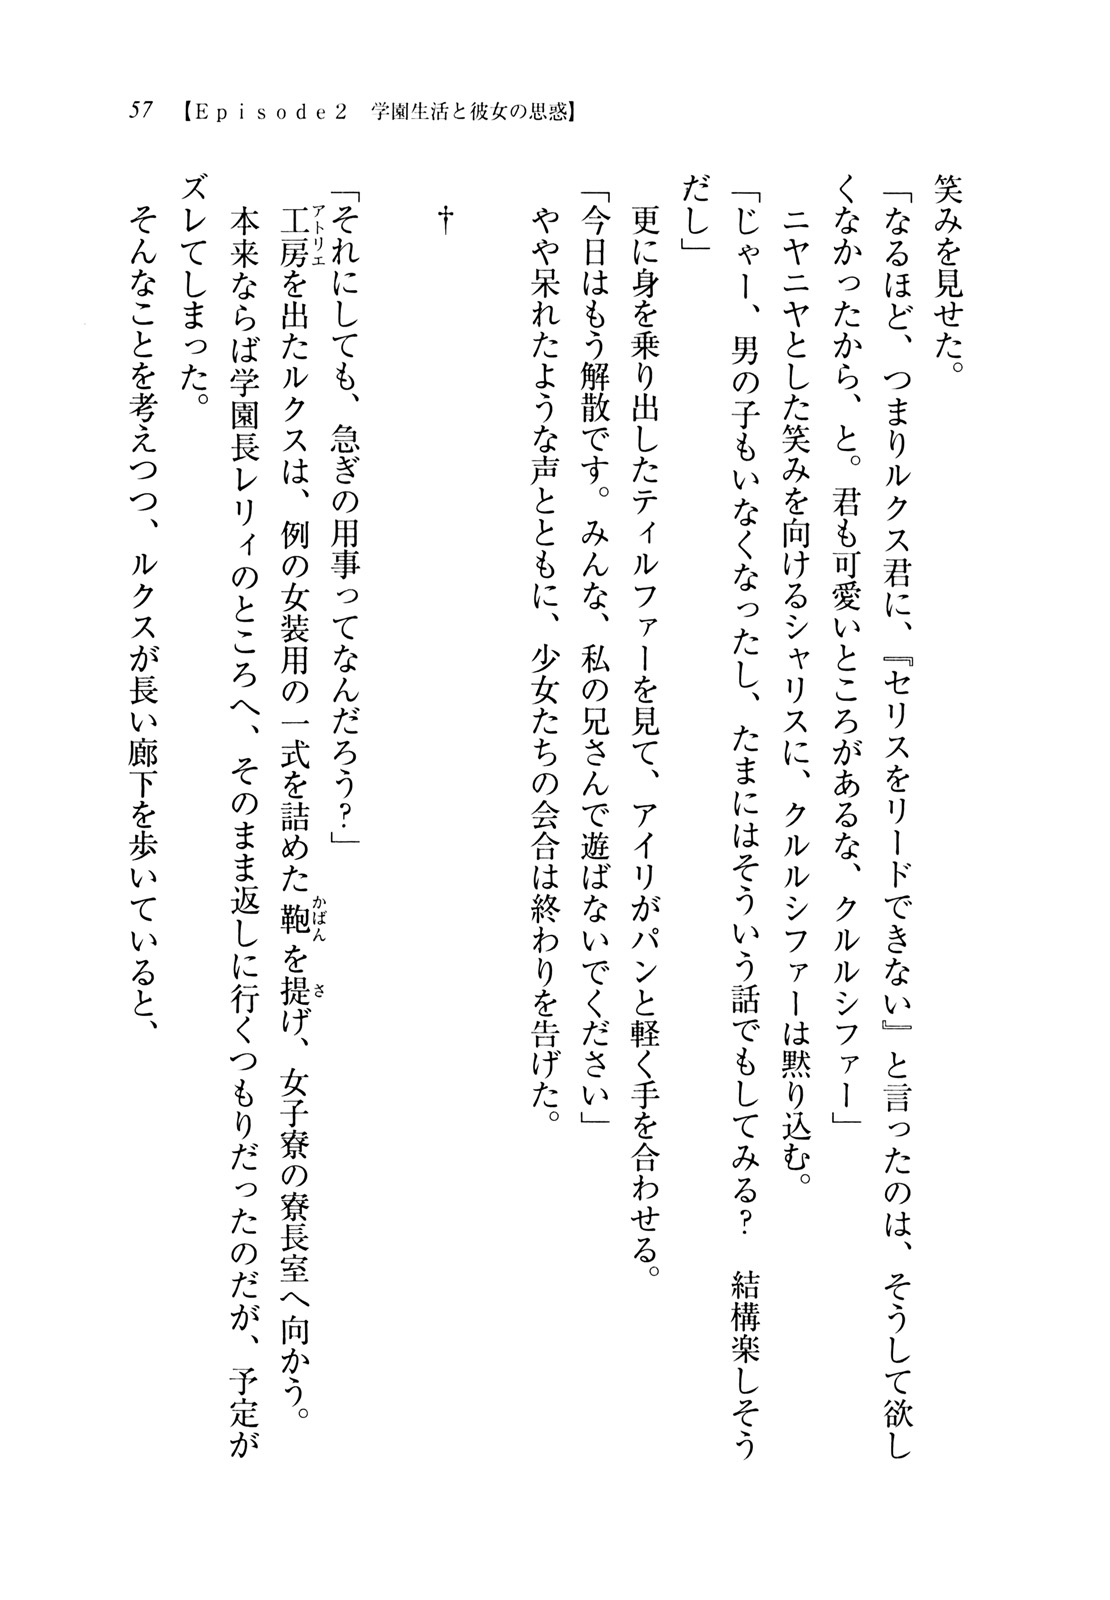 57 【Episode2　学園生活と彼女の思惑】
笑みを見せた。
「なるほど、つまりルクス君に、『セリスをリードできない』と言ったのは、そうして欲し
くなかったから、と。君も可愛いところがあるな、クルルシファー」
　ニヤニヤとした笑みを向けるシャリスに、クルルシファーは黙り込む。
「じゃー、男の子もいなくなったし、たまにはそういう話でもしてみる？　結構楽しそう
だし」
　更に身を乗り出したティルファーを見て、アイリがパンと軽く手を合わせる。
「今日はもう解散です。みんな、私の兄さんで遊ばないでください」
　やや呆れたような声とともに、少女たちの会合は終わりを告げた。
†
「それにしても、急ぎの用事ってなんだろう？」
　工房アトリエを出たルクスは、例の女装用の一式を詰めた鞄かばんを提さげ、女子寮の寮長室へ向かう。
　本来ならば学園長レリィのところへ、そのまま返しに行くつもりだったのだが、予定が
ズレてしまった。
　そんなことを考えつつ、ルクスが長い廊下を歩いていると、